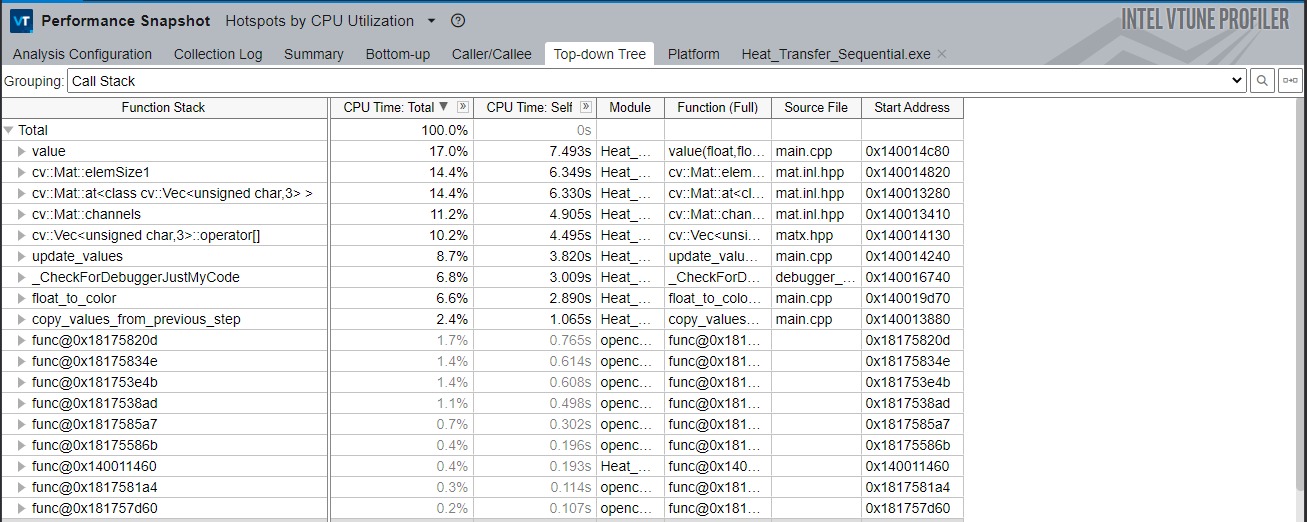 VT Performance Snapshot Hotspots by CPU Utilization ▼ ? INTEL VTUNE PROFILER
Analysis Configuration Collection Log Summary Bottom-up Caller/Callee Top-down Tree Platform Heat_Transfer_Sequential.exe ×
Grouping: Call Stack
Function Stack CPU Time: Total ▼ » CPU Time: Self » Module Function (Full) Source File Start Address
Total 100.0% 0s
value 17.0% 7.493s Heat_... value(float,flo... main.cpp 0x140014c80
cv::Mat::elemSize1 14.4% 6.349s Heat_... cv::Mat::elem... mat.inl.hpp 0x140014820
cv::Mat::at<class cv::Vec<unsigned char,3> > 14.4% 6.330s Heat_... cv::Mat::at<cl... mat.inl.hpp 0x140013280
cv::Mat::channels 11.2% 4.905s Heat_... cv::Mat::chan... mat.inl.hpp 0x140013410
cv::Vec<unsigned char,3>::operator[] 10.2% 4.495s Heat_... cv::Vec<unsi... matx.hpp 0x140014130
update_values 8.7% 3.820s Heat_... update_valu... main.cpp 0x140014240
_CheckForDebuggerJustMyCode 6.8% 3.009s Heat_... _CheckForD... debugger_... 0x140016740
float_to_color 6.6% 2.890s Heat_... float_to_colo... main.cpp 0x140019d70
copy_values_from_previous_step 2.4% 1.065s Heat_... copy_values... main.cpp 0x140013880
func@0x18175820d 1.7% 0.765s openc... func@0x181... 0x18175820d
func@0x18175834e 1.4% 0.614s openc... func@0x181... 0x18175834e
func@0x181753e4b 1.4% 0.608s openc... func@0x181... 0x181753e4b
func@0x1817538ad 1.1% 0.498s openc... func@0x181... 0x1817538ad
func@0x1817585a7 0.7% 0.302s openc... func@0x181... 0x1817585a7
func@0x18175586b 0.4% 0.196s openc... func@0x181... 0x18175586b
func@0x140011460 0.4% 0.193s Heat_... func@0x140... 0x140011460
func@0x1817581a4 0.3% 0.114s openc... func@0x181... 0x1817581a4
func@0x181757d60 0.2% 0.107s openc... func@0x181... 0x181757d60